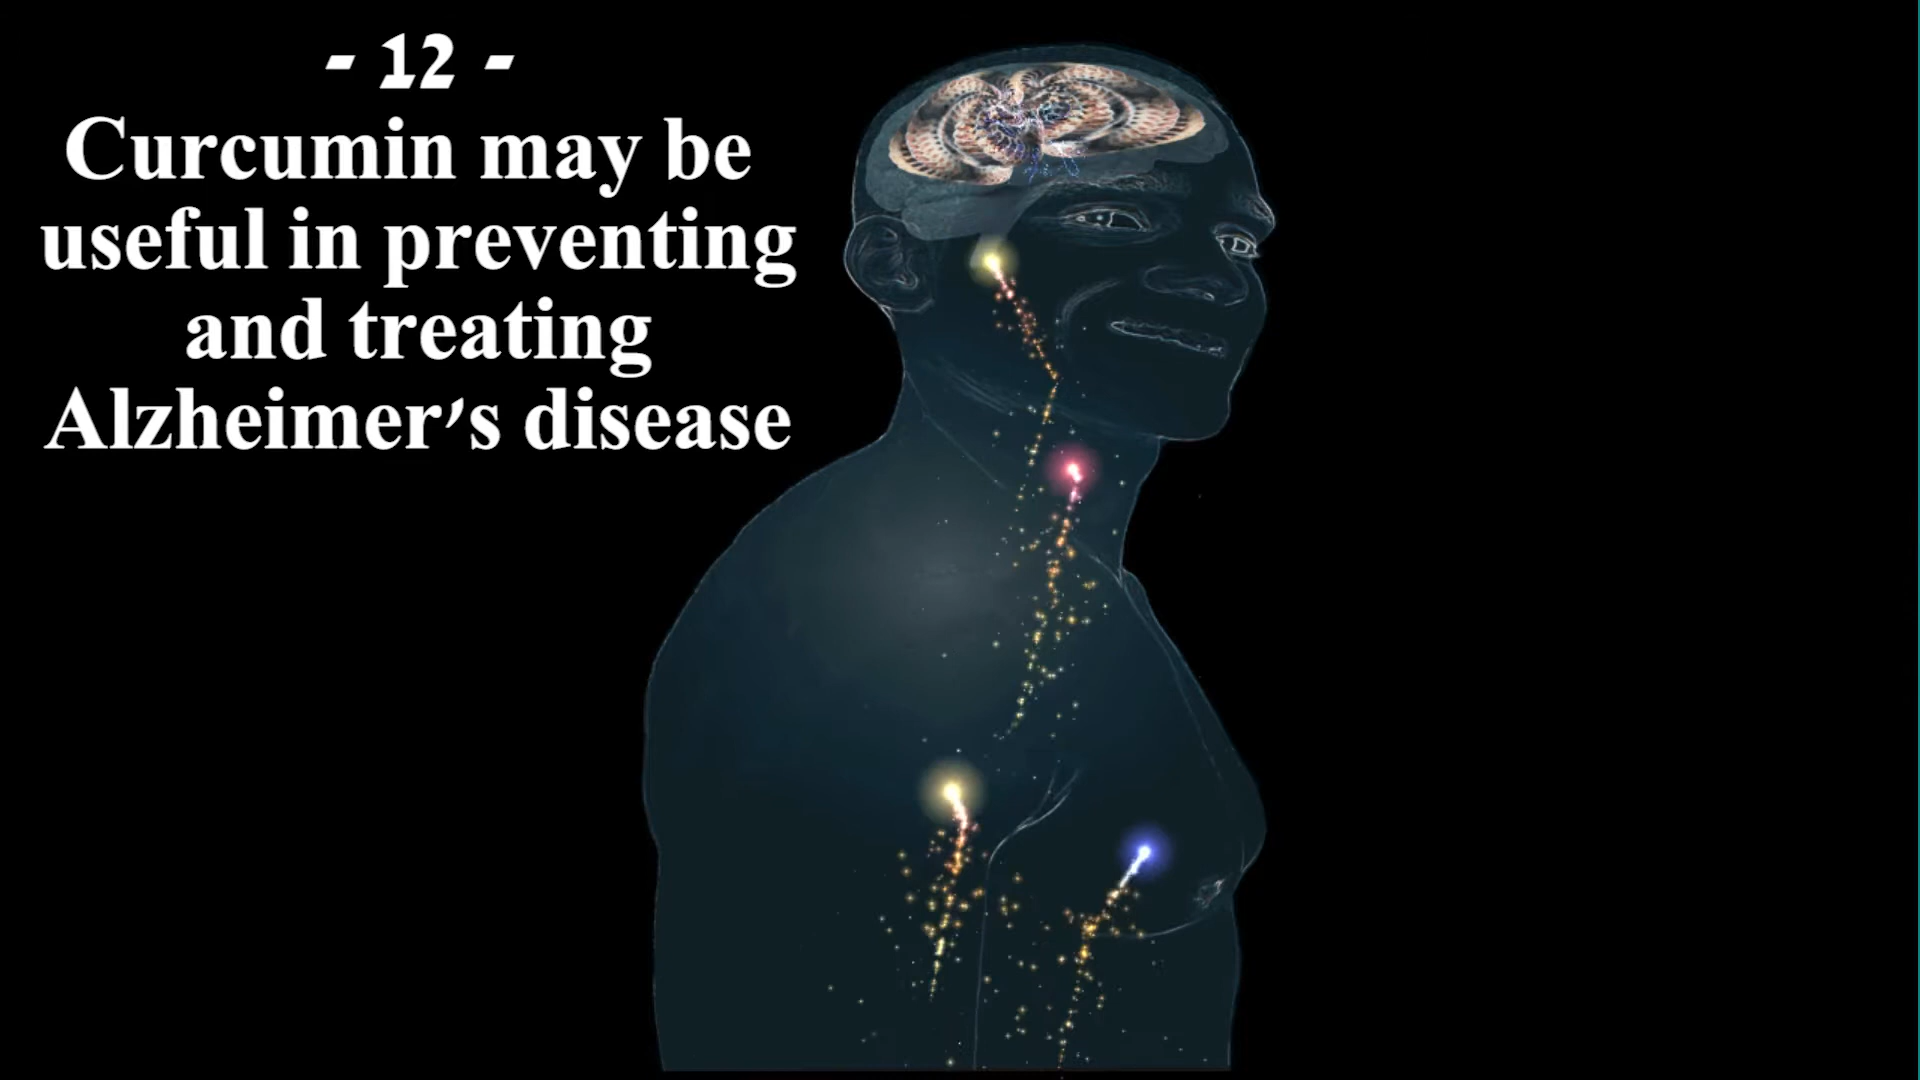 - 12 -
Curcumin may be
useful in preventing
and treating
Alzheimer's disease